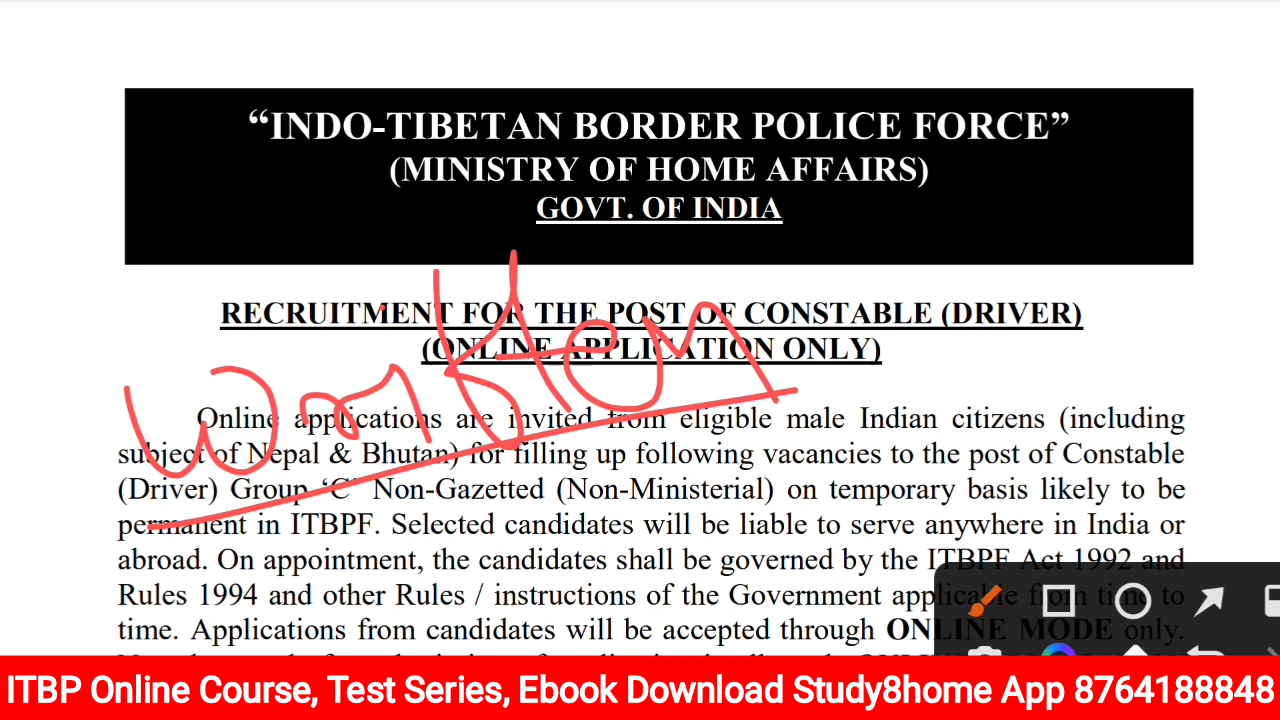 “INDO-TIBETAN BORDER POLICE FORCE”
(MINISTRY OF HOME AFFAIRS)
GOVT. OF INDIA
RECRUITMENT FOR THE POST OF CONSTABLE (DRIVER)
(ONLINE APPLICATION ONLY)
Online applications are invited from eligible male Indian citizens (including
subject of Nepal & Bhutan) for filling up following vacancies to the post of Constable
(Driver) Group ‘C’ Non-Gazetted (Non-Ministerial) on temporary basis likely to be
permanent in ITBPF. Selected candidates will be liable to serve anywhere in India or
abroad. On appointment, the candidates shall be governed by the ITBPF Act 1992 and
Rules 1994 and other Rules / instructions of the Government applicable from time to
time. Applications from candidates will be accepted through ONLINE MODE only.
ITBP Online Course, Test Series, Ebook Download Study8home App 8764188848